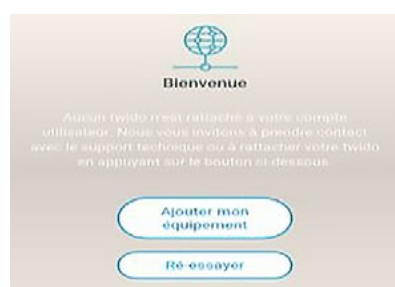 Bienvenue
Aucun twido n'est rattaché à votre compte
utilisateur. Nous vous invitons à prendre contact
avec le support technique ou à rattacher votre twido
en appuyant sur le bouton ci-dessous.
Ajouter mon
équipement
Ré-essayer